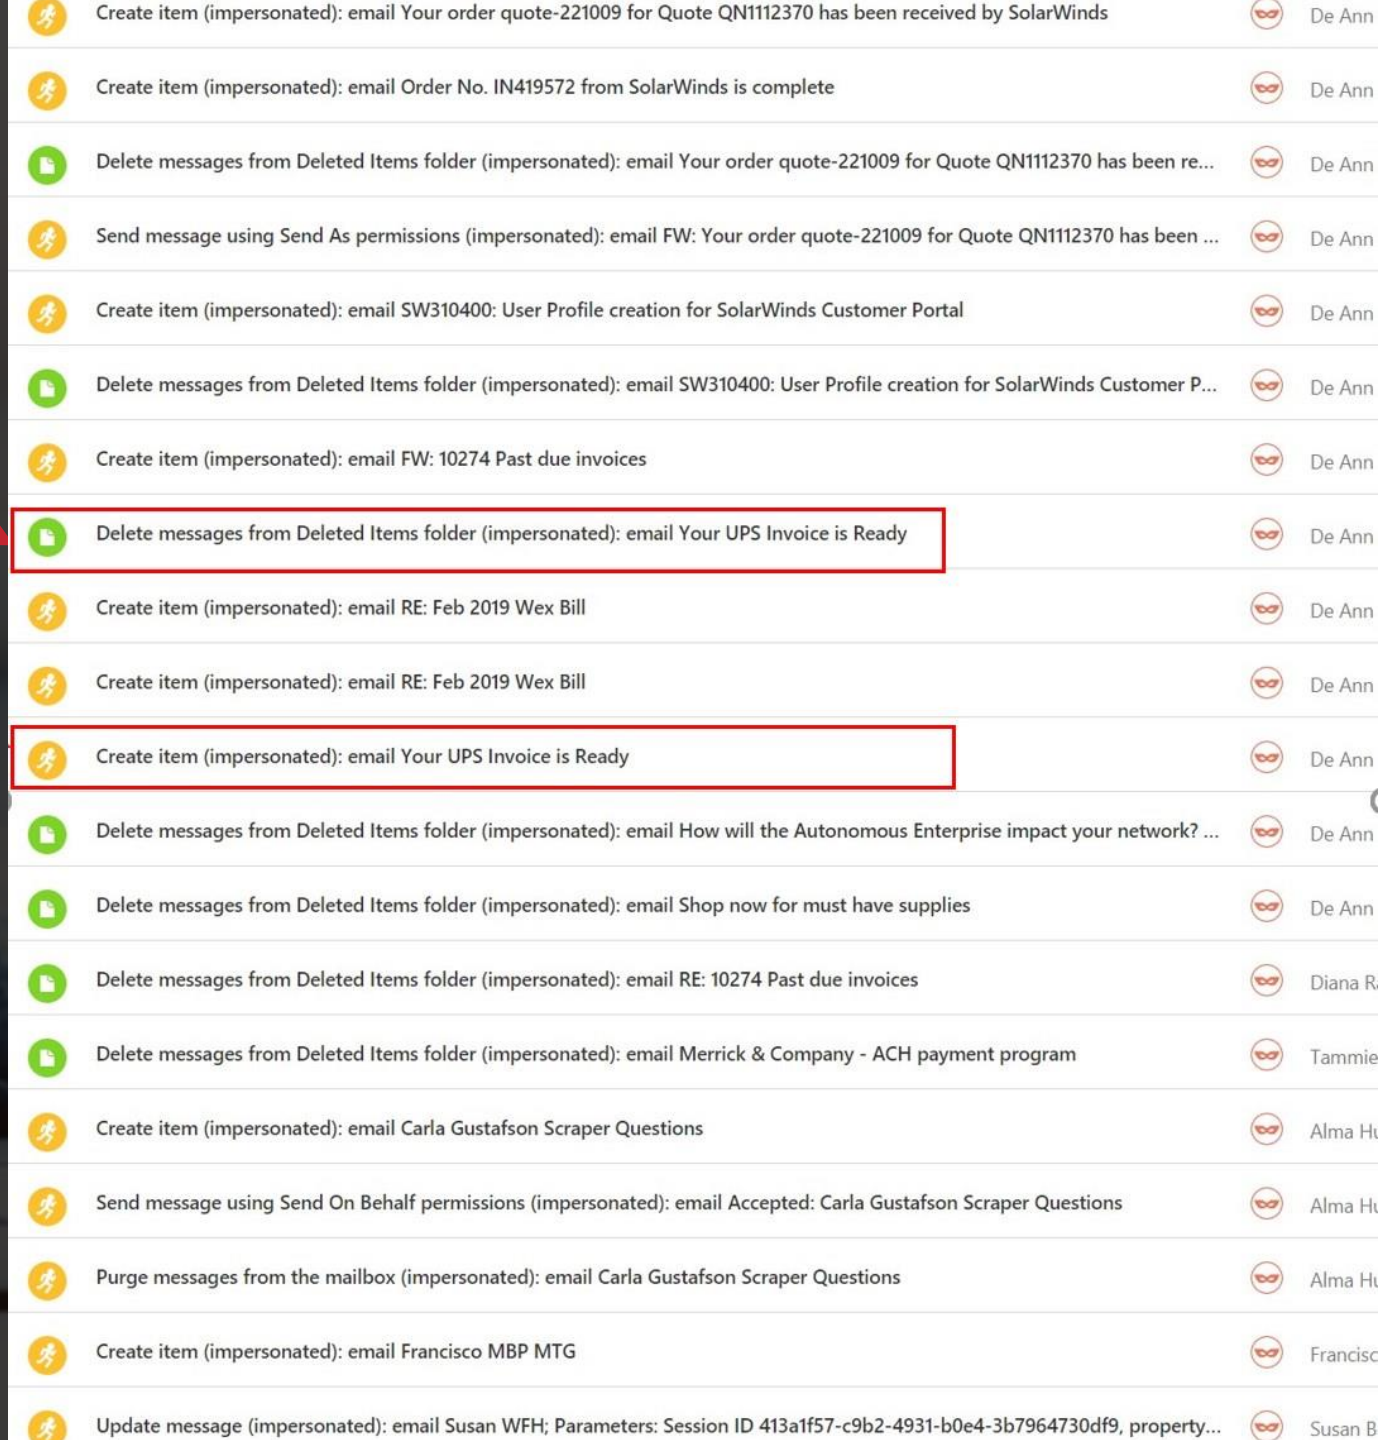 Create item (impersonated): email Your order quote-221009 for Quote QN1112370 has been received by SolarWinds De Ann
Create item (impersonated): email Order No. IN419572 from SolarWinds is complete De Ann
Delete messages from Deleted Items folder (impersonated): email Your order quote-221009 for Quote QN1112370 has been re... De Ann
Send message using Send As permissions (impersonated): email FW: Your order quote-221009 for Quote QN1112370 has been ... De Ann
Create item (impersonated): email SW310400: User Profile creation for SolarWinds Customer Portal De Ann
Delete messages from Deleted Items folder (impersonated): email SW310400: User Profile creation for SolarWinds Customer P... De Ann
Create item (impersonated): email FW: 10274 Past due invoices De Ann
Delete messages from Deleted Items folder (impersonated): email Your UPS Invoice is Ready De Ann
Create item (impersonated): email RE: Feb 2019 Wex Bill De Ann
Create item (impersonated): email RE: Feb 2019 Wex Bill De Ann
Create item (impersonated): email Your UPS Invoice is Ready De Ann
Delete messages from Deleted Items folder (impersonated): email How will the Autonomous Enterprise impact your network? ... De Ann
Delete messages from Deleted Items folder (impersonated): email Shop now for must have supplies De Ann
Delete messages from Deleted Items folder (impersonated): email RE: 10274 Past due invoices Diana Ra
Delete messages from Deleted Items folder (impersonated): email Merrick & Company - ACH payment program Tammie
Create item (impersonated): email Carla Gustafson Scraper Questions Alma Hu
Send message using Send On Behalf permissions (impersonated): email Accepted: Carla Gustafson Scraper Questions Alma Hu
Purge messages from the mailbox (impersonated): email Carla Gustafson Scraper Questions Alma Hu
Create item (impersonated): email Francisco MBP MTG Francisc
Update message (impersonated): email Susan WFH; Parameters: Session ID 413a1f57-c9b2-4931-b0e4-3b7964730df9, property... Susan B